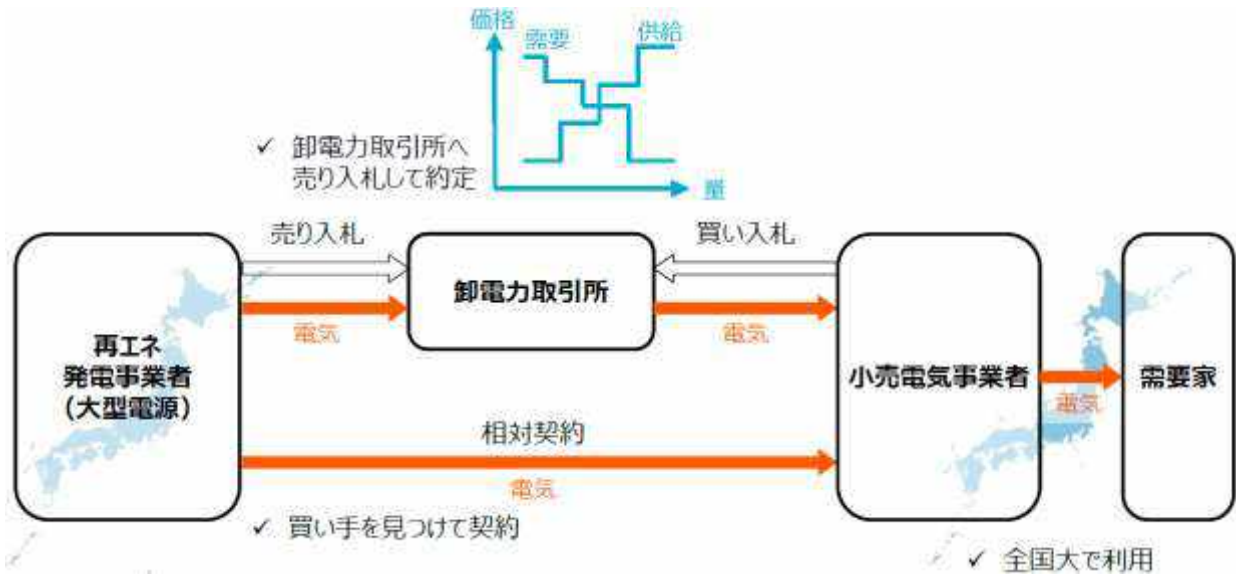 価格
需要
供給
量
✓ 卸電力取引所へ
売り入札して約定
売り入札
買い入札
卸電力取引所
電気
電気
再エネ
発電事業者
(大型電源)
小売電気事業者
電気
需要家
相対契約
電気
✓ 買い手を見つけて契約
✓ 全国大で利用